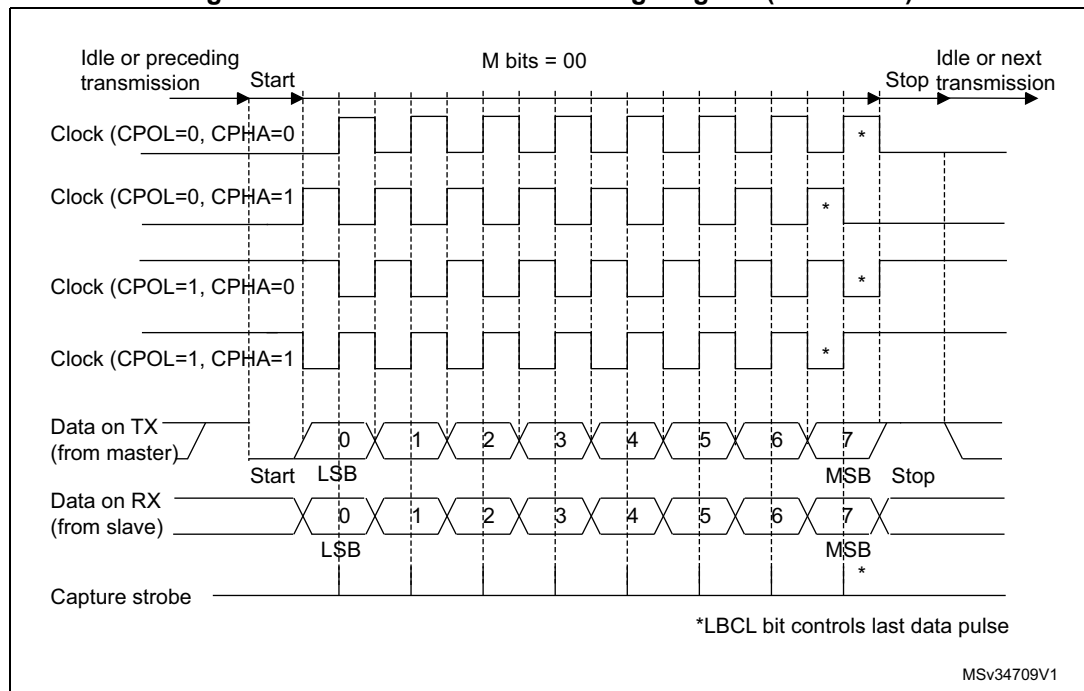 Idle or preceding
transmission
Start
M bits = 00
Stop
Idle or next
transmission
Clock (CPOL=0, CPHA=0
*
Clock (CPOL=0, CPHA=1
*
Clock (CPOL=1, CPHA=0
*
Clock (CPOL=1, CPHA=1
*
Data on TX
(from master)
0 1 2 3 4 5 6 7
Start LSB MSB Stop
Data on RX
(from slave)
0 1 2 3 4 5 6 7
LSB MSB
*
Capture strobe
*LBCL bit controls last data pulse
MSv34709V1